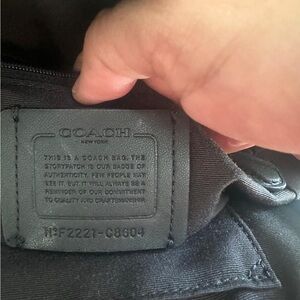 COACH
NEW YORK
THIS IS A COACH BAG. THE
STORYPATCH IS OUR BADGE OF
AUTHENTICITY. FEW PEOPLE MAY
SEE IT, BUT IT WILL ALWAYS BE A
REMINDER OF OUR COMMITMENT
TO QUALITY AND CRAFTSMANSHIP.
NºF2221-C8604